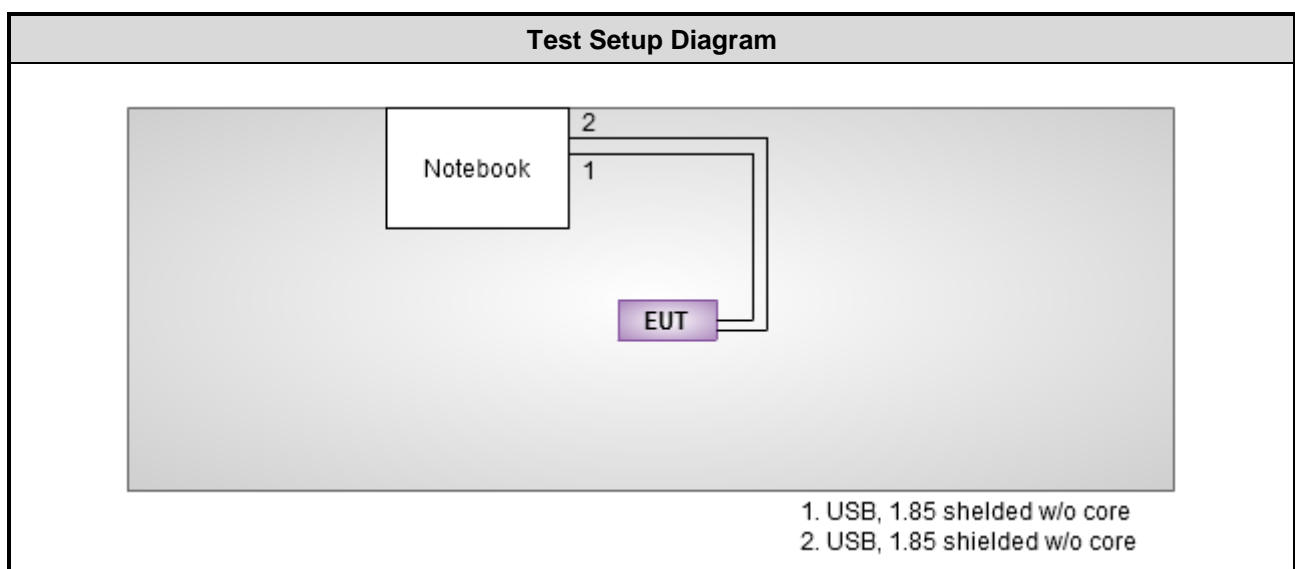 Test Setup Diagram
2
Notebook
1
EUT
1. USB, 1.85 shelded w/o core
2. USB, 1.85 shielded w/o core